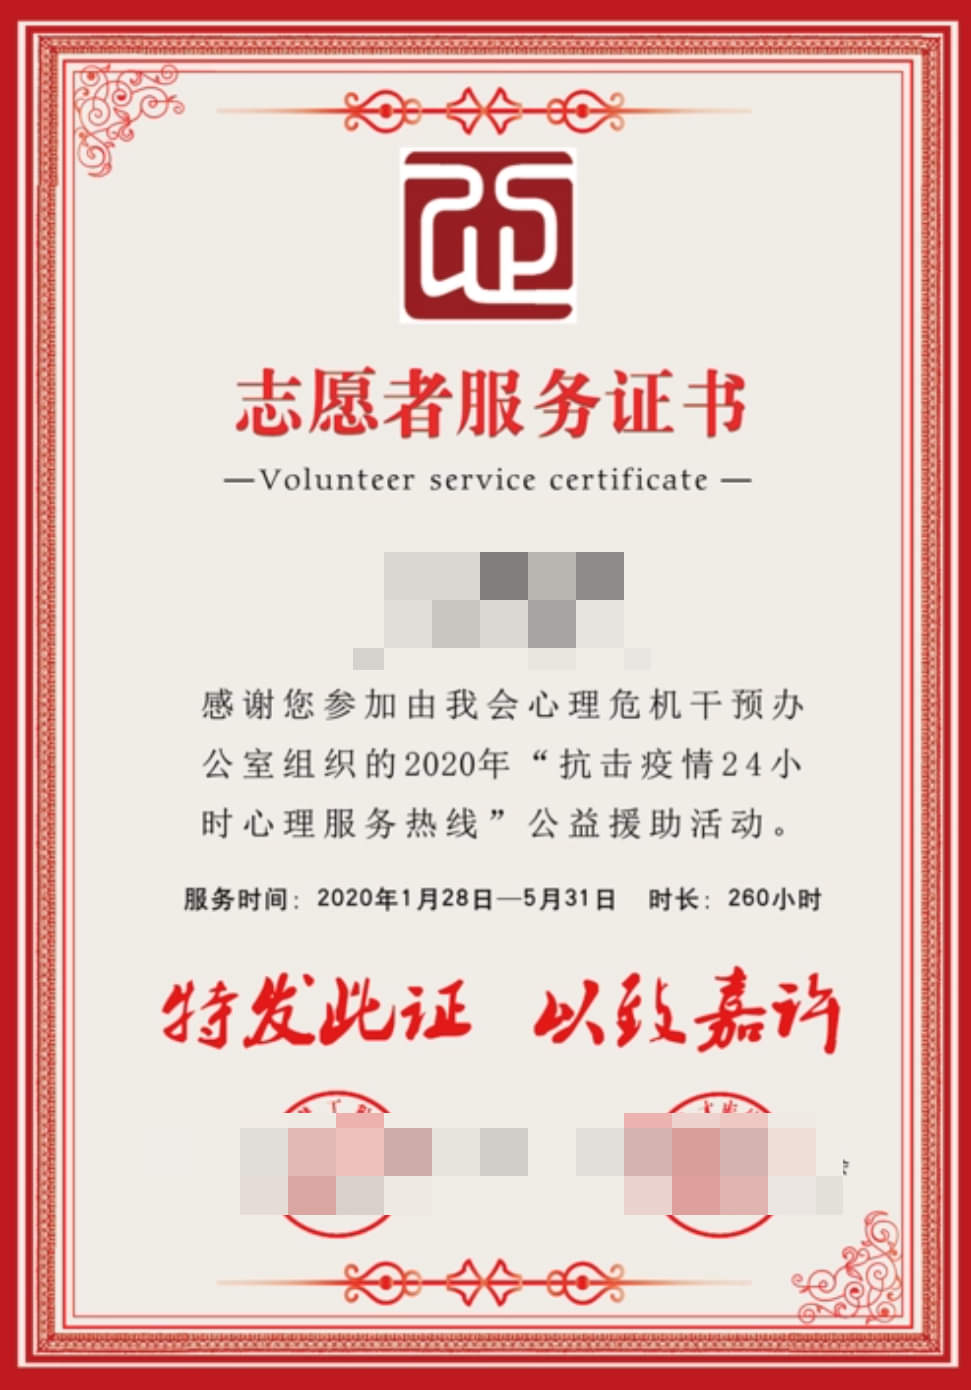 志愿者服务证书
—Volunteer service certificate —
感谢您参加由我会心理危机干预办
公室组织的2020年“抗击疫情24小
时心理服务热线”公益援助活动。
服务时间：2020年1月28日—5月31日 时长：260小时
特发此证 以致嘉许